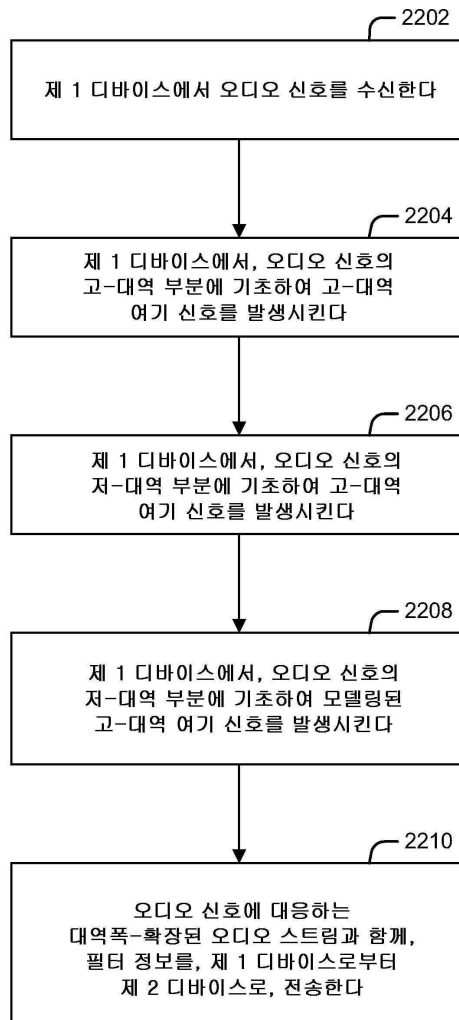 2202
제 1 디바이스에서 오디오 신호를 수신한다
2204
제 1 디바이스에서, 오디오 신호의
고-대역 부분에 기초하여 고-대역
여기 신호를 발생시킨다
2206
제 1 디바이스에서, 오디오 신호의
저-대역 부분에 기초하여 고-대역
여기 신호를 발생시킨다
2208
제 1 디바이스에서, 오디오 신호의
저-대역 부분에 기초하여 모델링된
고-대역 여기 신호를 발생시킨다
2210
오디오 신호에 대응하는
대역폭-확장된 오디오 스트림과 함께,
필터 정보를, 제 1 디바이스로부터
제 2 디바이스로, 전송한다